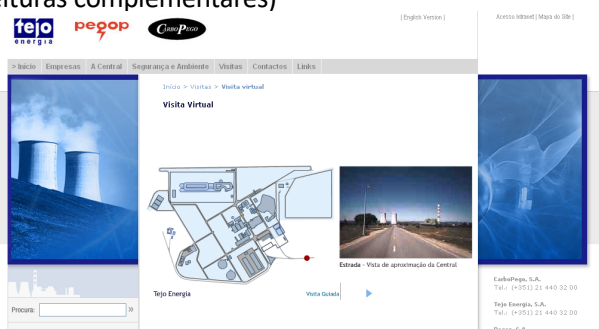 eituras complementares)
tejo
energia
pegop
CARBOPEGO
| English Version |
Acesso Intranet | Mapa do Site |
> Início Empresas A Central Segurança e Ambiente Visitas Contactos Links
Início > Visitas > Visita virtual
Visita Virtual
Estrada - Vista de aproximação da Central
Tejo Energia
Visita Guiada
Procura:
CarboPego, S.A.
Tel.: (+351) 21 440 32 00
Tejo Energia, S.A.
Tel.: (+351) 21 440 32 00